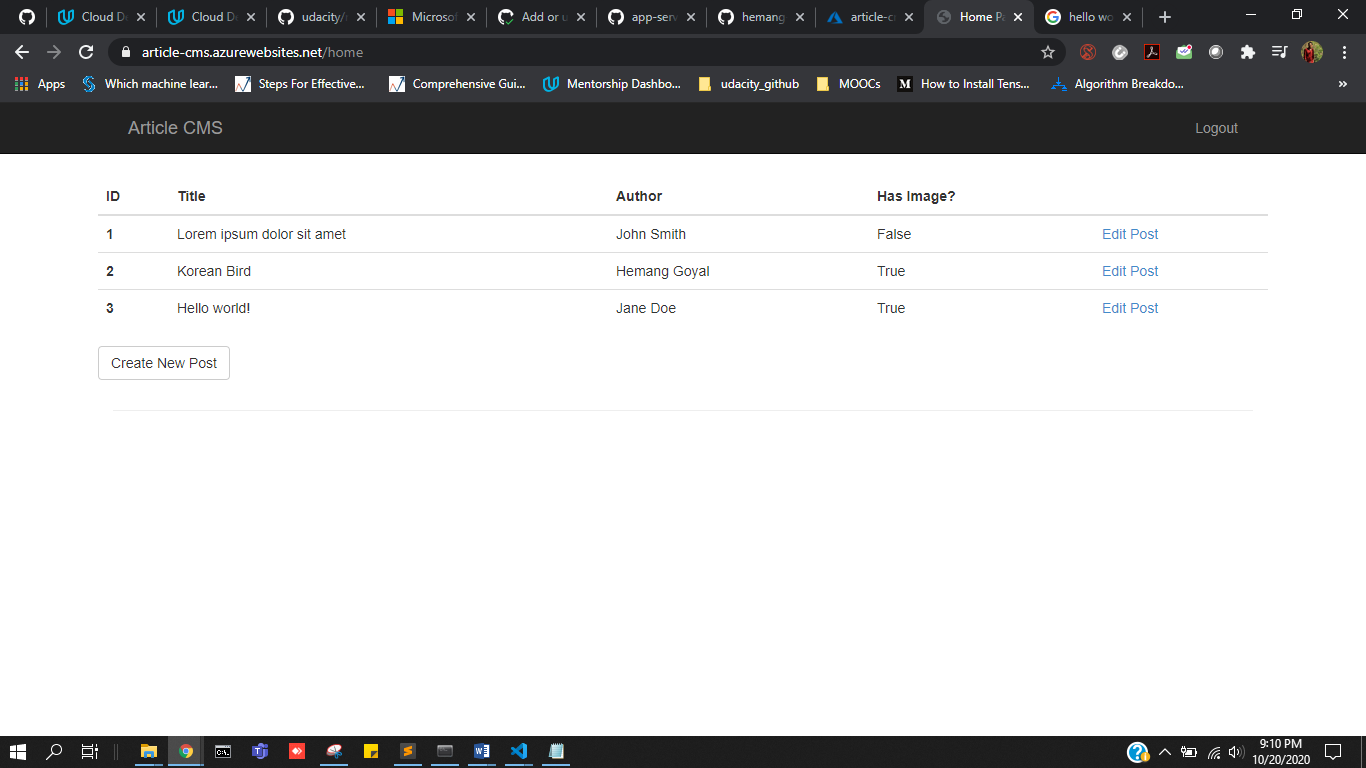 Cloud D
Cloud D
udacity/
Microsof
Add or u
app-serv
hemang
article-c
Home P
hello wo
article-cms.azurewebsites.net/home
Apps
Which machine lear...
Steps For Effective...
Comprehensive Gui...
Mentorship Dashbo...
udacity_github
MOOCs
How to Install Tens...
Algorithm Breakdo...
»
Article CMS
Logout
ID Title Author Has Image?
1 Lorem ipsum dolor sit amet John Smith False Edit Post
2 Korean Bird Hemang Goyal True Edit Post
3 Hello world! Jane Doe True Edit Post
Create New Post
9:10 PM
10/20/2020